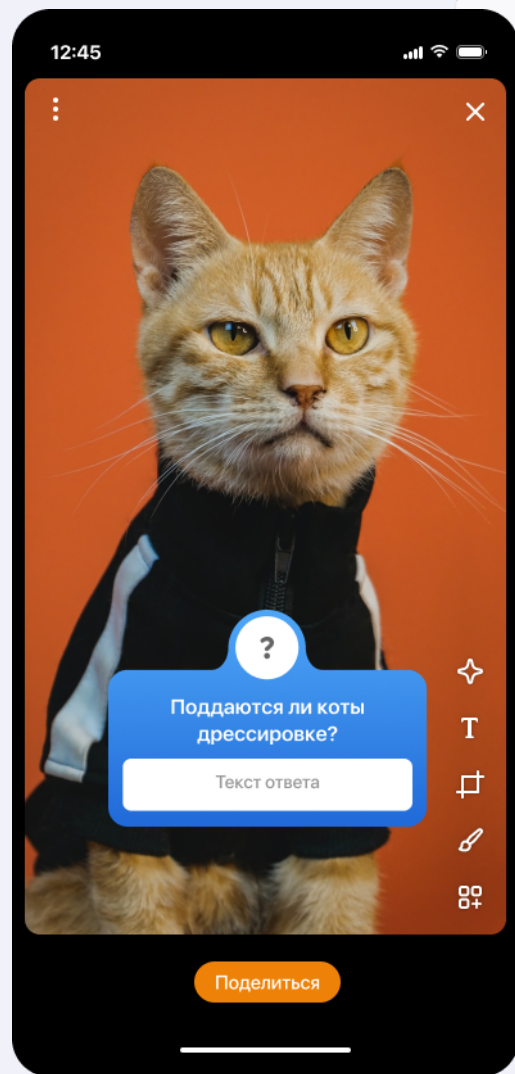 12:45
?
Поддаются ли коты
дрессировке?
Текст ответа
T
Поделиться